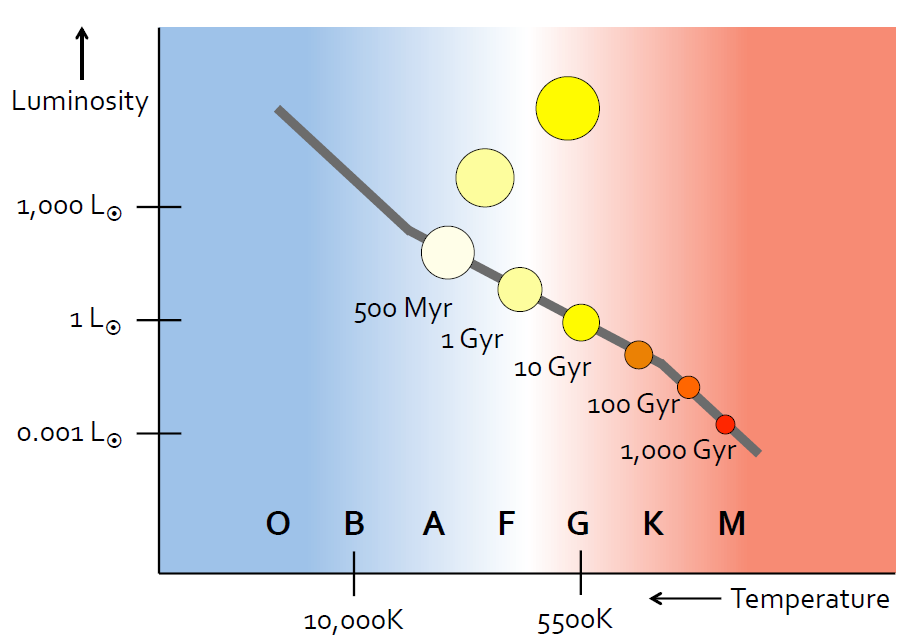 Luminosity
1,000 L☉
1 L☉
0.001 L☉
500 Myr
1 Gyr
10 Gyr
100 Gyr
1,000 Gyr
O B A F G K M
10,000K 5500K
Temperature